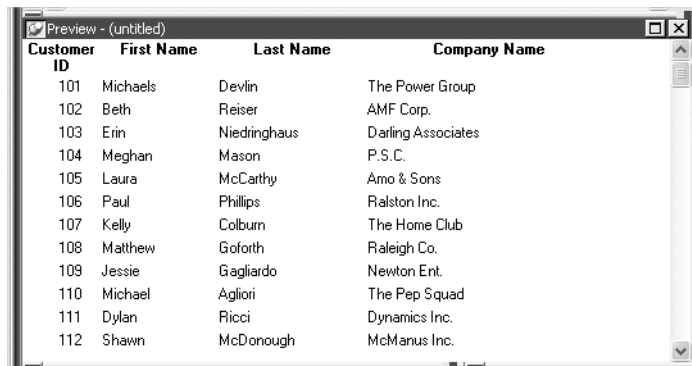 Preview - (untitled)
Customer ID First Name Last Name Company Name
101 Michaels Devlin The Power Group
102 Beth Reiser AMF Corp.
103 Erin Niedringhaus Darling Associates
104 Meghan Mason P.S.C.
105 Laura McCarthy Amo & Sons
106 Paul Phillips Ralston Inc.
107 Kelly Colburn The Home Club
108 Matthew Goforth Raleigh Co.
109 Jessie Gagliardo Newton Ent.
110 Michael Agliori The Pep Squad
111 Dylan Ricci Dynamics Inc.
112 Shawn McDonough McManus Inc.